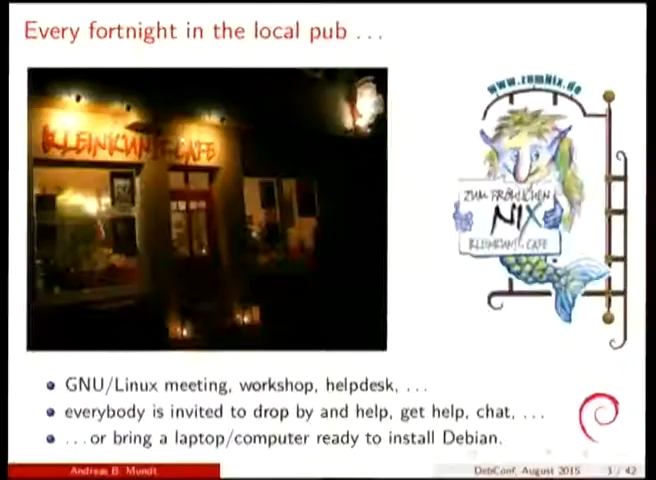 Every fortnight in the local pub ...
www.zumnix.de
KLEINKUNST-CAFE
ZUM FRÖHLICHEN
NIX
KLEINKUNST-CAFE
GNU/Linux meeting, workshop, helpdesk, ...
everybody is invited to drop by and help, get help, chat, ...
...or bring a laptop/computer ready to install Debian.
Andreas B. Mundt
DebConf, August 2015
3 / 42